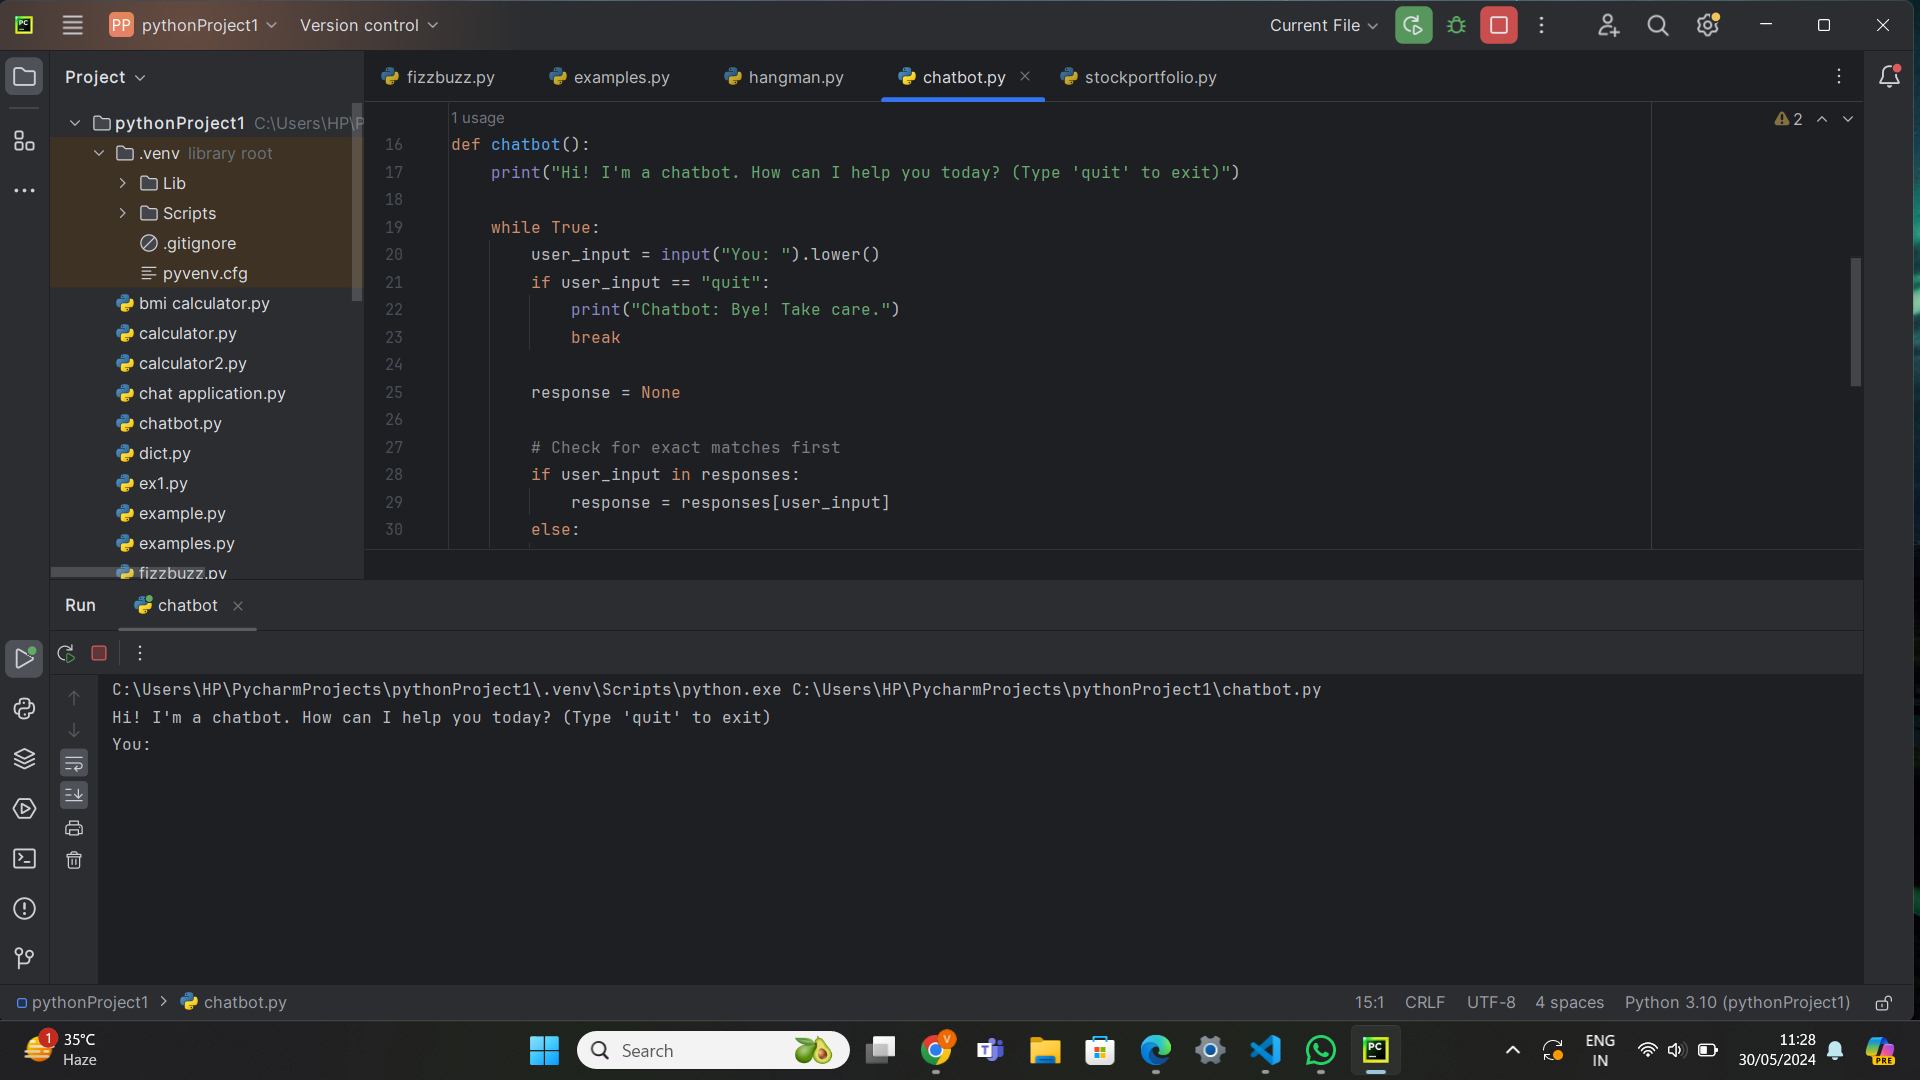 PC
PP pythonProject1 Version control Current File
Project
fizzbuzz.py examples.py hangman.py chatbot.py stockportfolio.py
pythonProject1 C:\Users\HP\P
.venv library root
Lib
Scripts
.gitignore
pyvenv.cfg
bmi calculator.py
calculator.py
calculator2.py
chat application.py
chatbot.py
dict.py
ex1.py
example.py
examples.py
fizzbuzz.py
1 usage
2
16 def chatbot():
17 print("Hi! I'm a chatbot. How can I help you today? (Type 'quit' to exit)")
18
19 while True:
20 user_input = input("You: ").lower()
21 if user_input == "quit":
22 print("Chatbot: Bye! Take care.")
23 break
24
25 response = None
26
27 # Check for exact matches first
28 if user_input in responses:
29 response = responses[user_input]
30 else:
Run chatbot
C:\Users\HP\PycharmProjects\pythonProject1\.venv\Scripts\python.exe C:\Users\HP\PycharmProjects\pythonProject1\chatbot.py
Hi! I'm a chatbot. How can I help you today? (Type 'quit' to exit)
You:
pythonProject1 > chatbot.py 15:1 CRLF UTF-8 4 spaces Python 3.10 (pythonProject1)
1
35°C
Haze
Search
V
PC
ENG
IN
11:28
30/05/2024
PRE